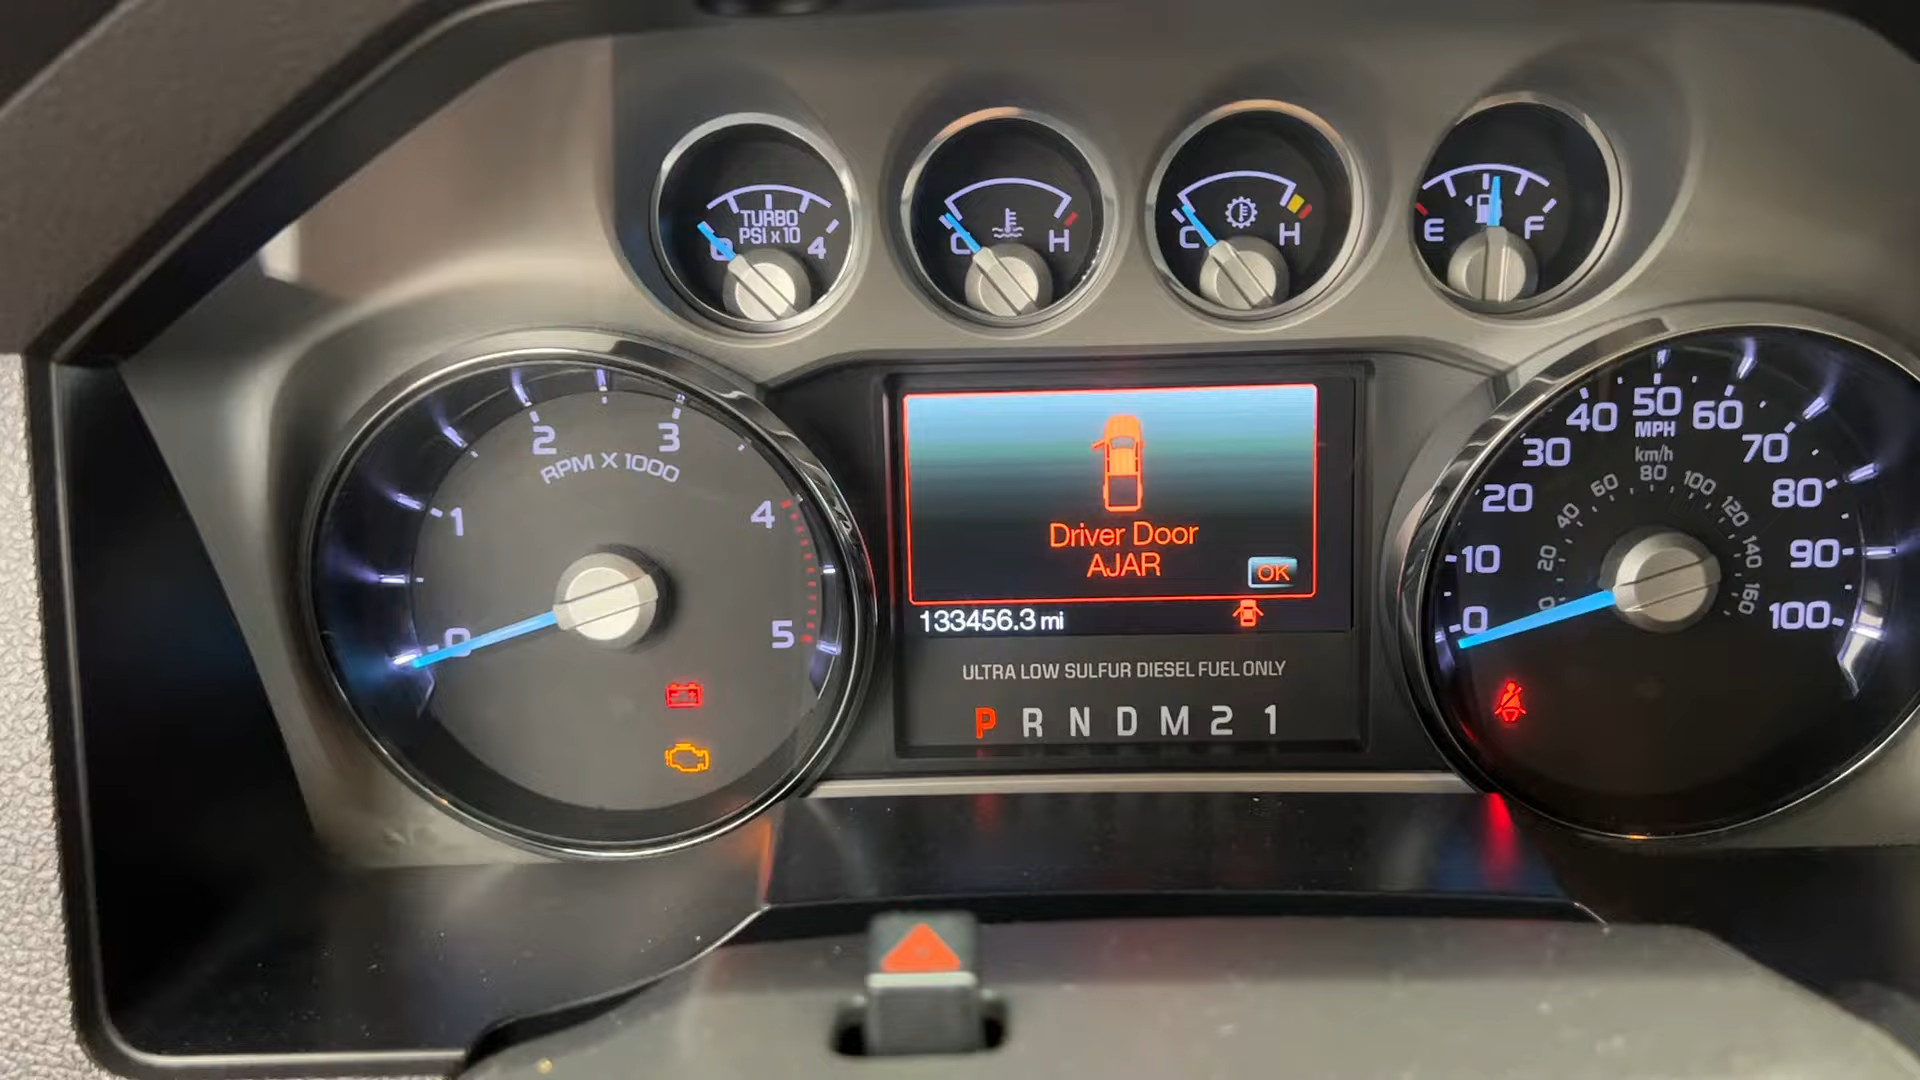 TURBO
PSI x 10
0 4
C H
C H
E F
1 2 3 4 5
0
RPM X 1000
Driver Door
AJAR
OK
133456.3 mi
ULTRA LOW SULFUR DIESEL FUEL ONLY
P R N D M 2 1
0 10 20 30 40 50 60 70 80 90 100
MPH
km/h
0 20 40 60 80 100 120 140 160